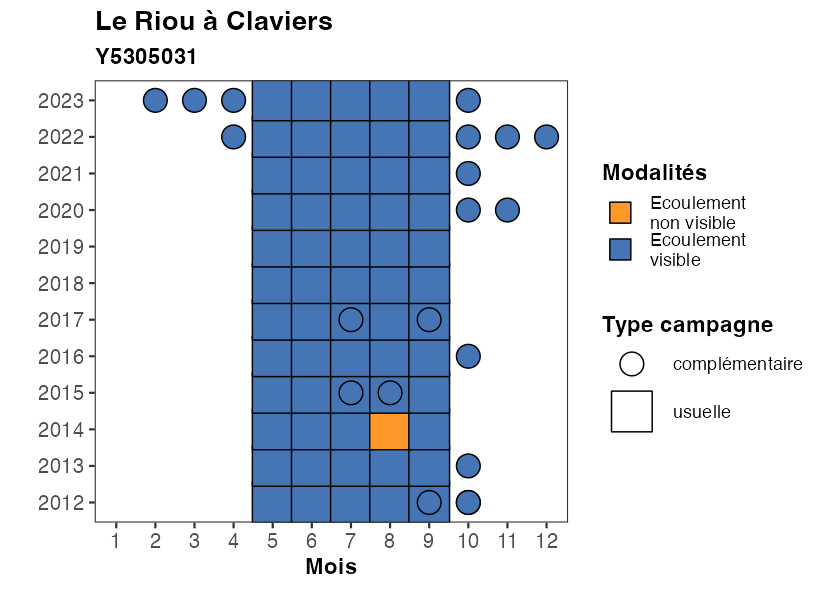 Le Riou à Claviers
Y5305031
2023
2022
2021
2020
2019
2018
2017
2016
2015
2014
2013
2012
1 2 3 4 5 6 7 8 9 10 11 12
Mois
Modalités
Ecoulement
non visible
Ecoulement
visible
Type campagne
complémentaire
usuelle